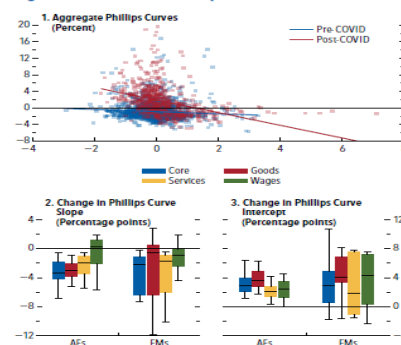 1. Aggregate Phillips Curves
(Percent)
20
16
12
8
4
0
−4
−8
−4 −2 0 2 4 6 8
Pre-COVID
Post-COVID
Core Goods
Services Wages
2. Change in Phillips Curve
Slope
(Percentage points)
4
0
−4
−8
−12
AEs EMs
3. Change in Phillips Curve
Intercept
(Percentage points)
12
8
4
0
AEs EMs